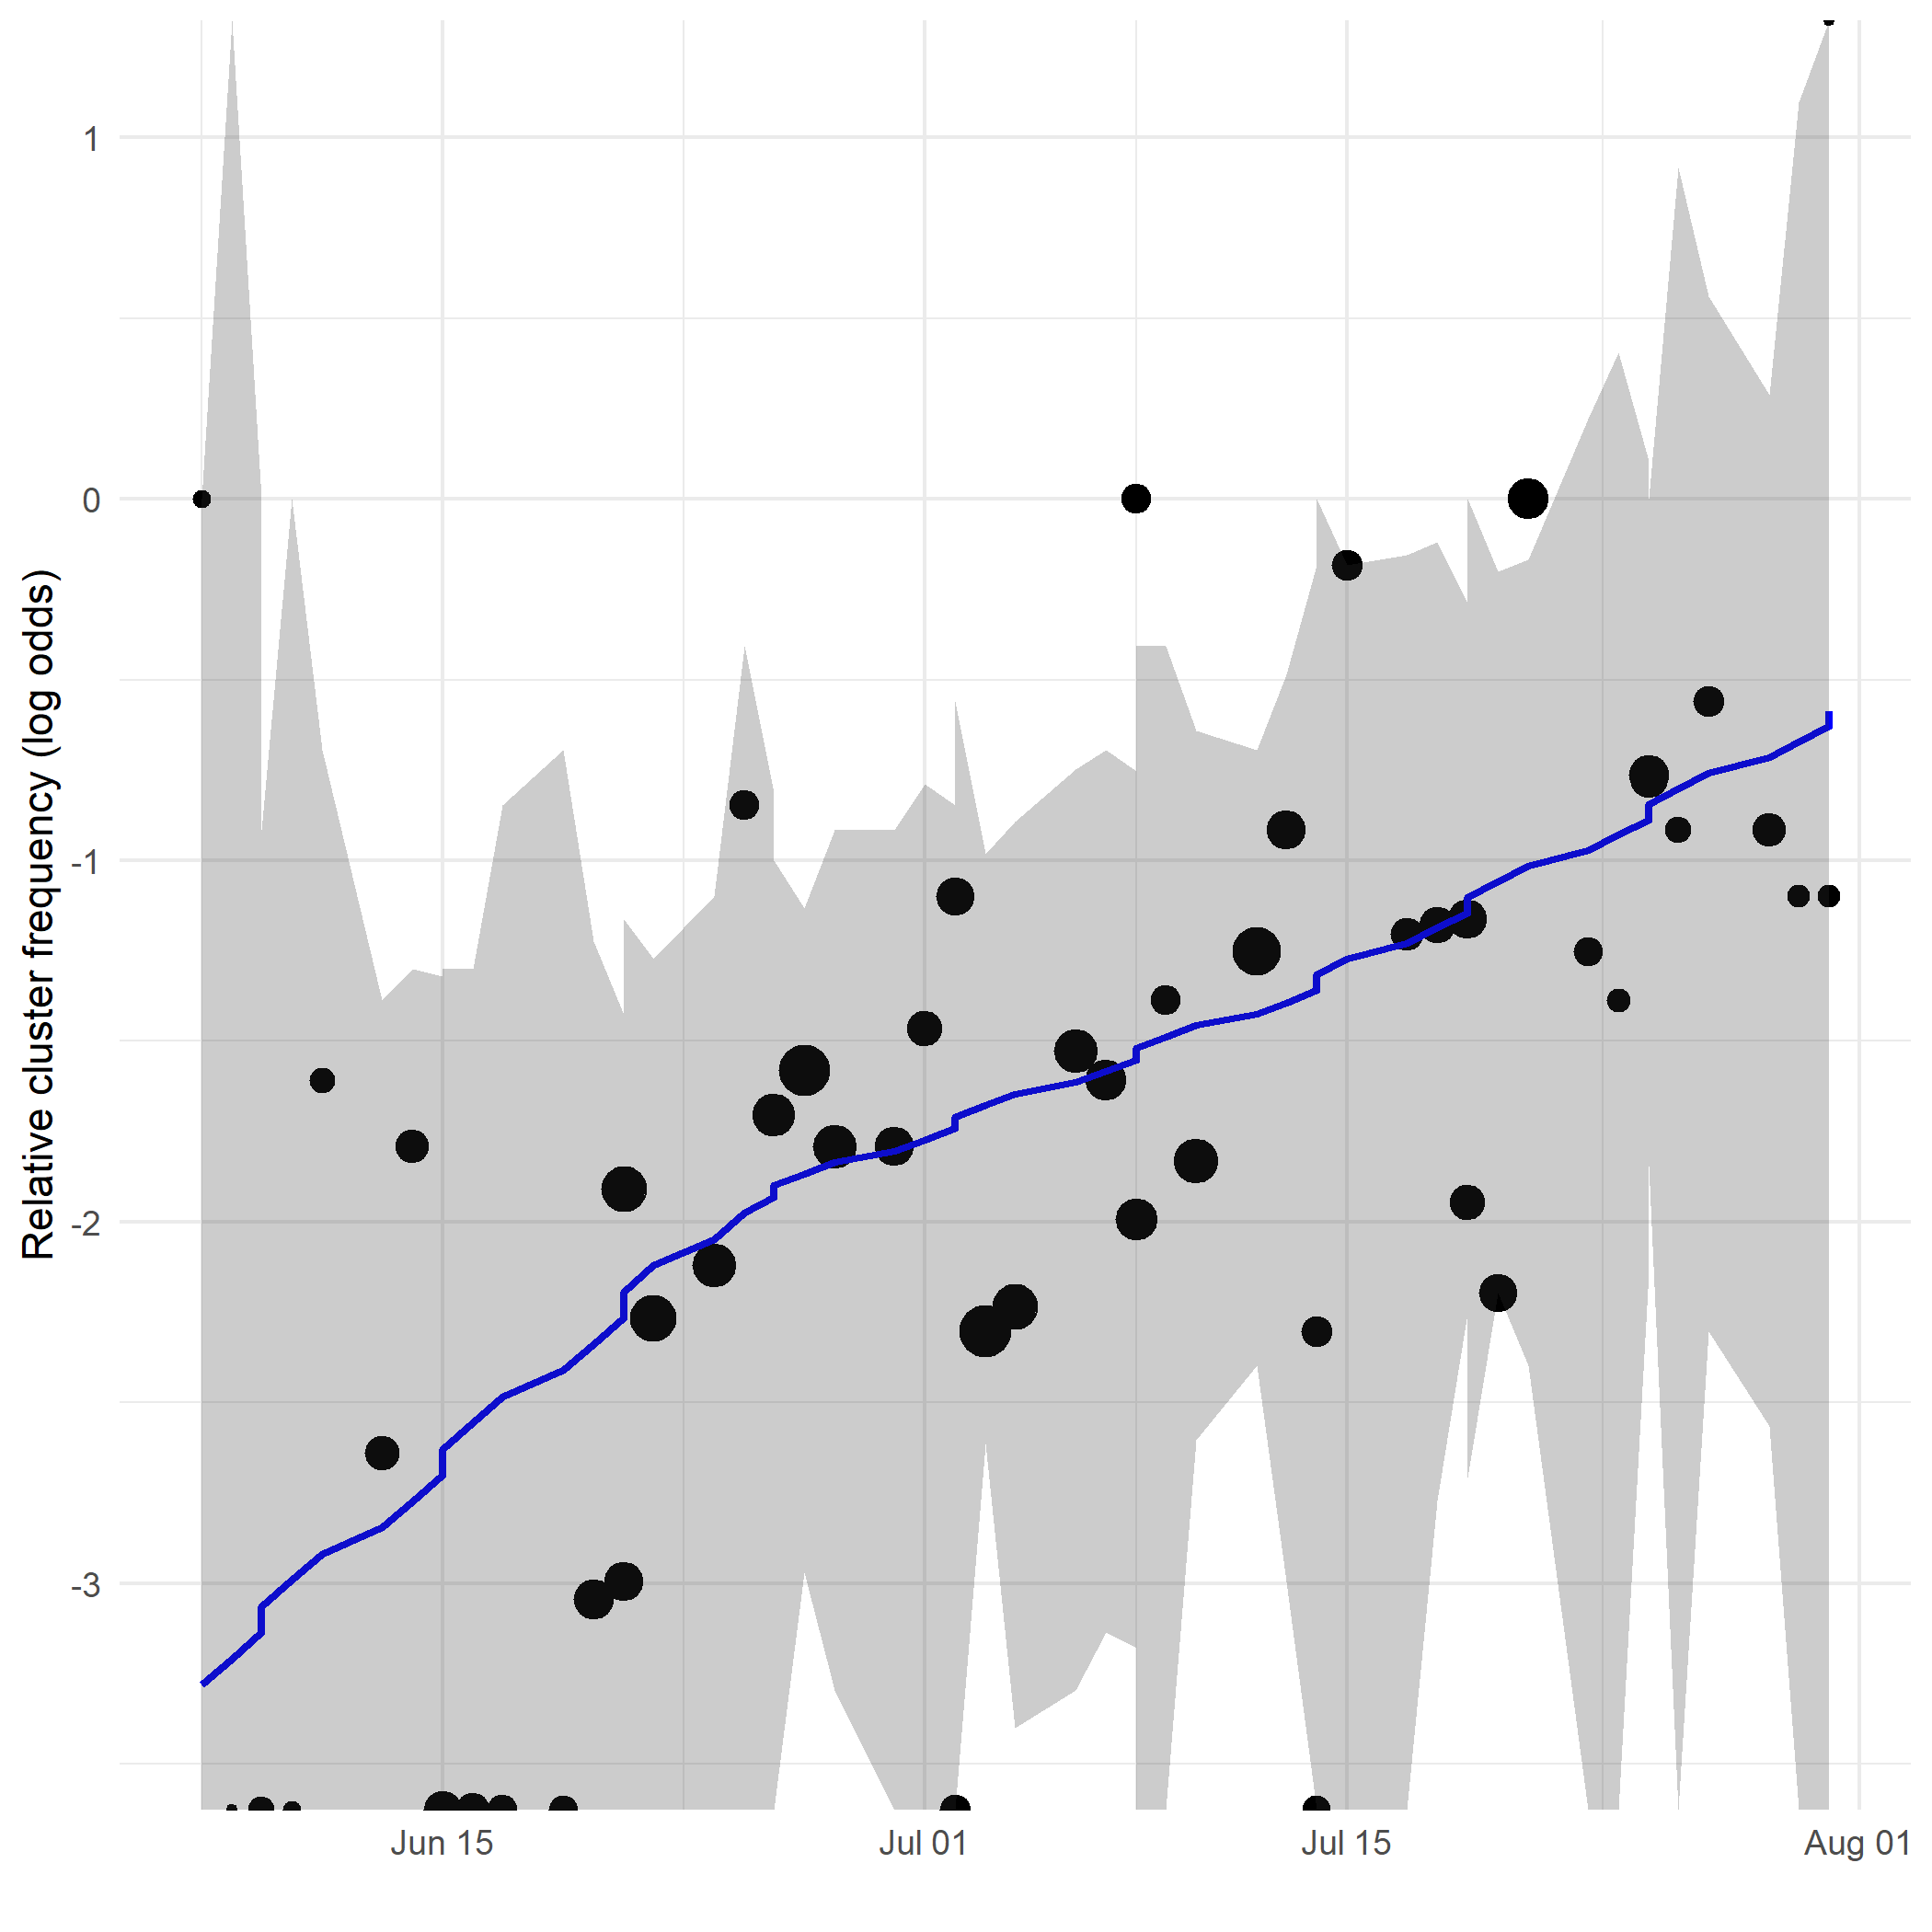 Relative cluster frequency (log odds)
1
0
-1
-2
-3
Jun 15
Jul 01
Jul 15
Aug 01